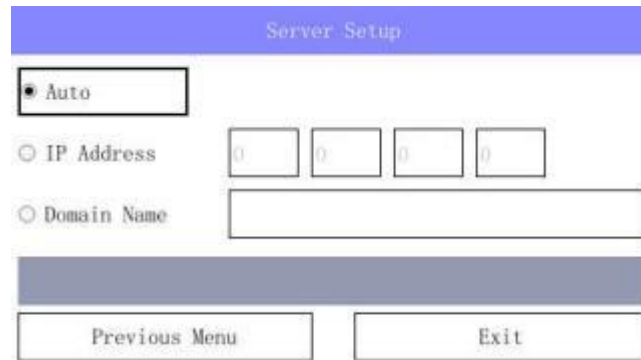 Server Setup
Auto
IP Address 0 0 0 0
Domain Name
Previous Menu Exit